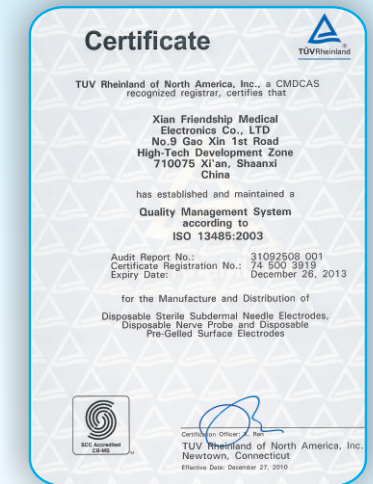 Certificate
TÜVRheinland
®
TUV Rheinland of North America, Inc., a CMDCAS
recognized registrar, certifies that
Xian Friendship Medical
Electronics Co., LTD
No.9 Gao Xin 1st Road
High-Tech Development Zone
710075 Xi'an, Shaanxi
China
has established and maintained a
Quality Management System
according to
ISO 13485:2003
Audit Report No.: 31092508 001
Certificate Registration No.: 74 500 3919
Expiry Date: December 26, 2013
for the Manufacture and Distribution of
Disposable Sterile Subdermal Needle Electrodes,
Disposable Nerve Probe and Disposable
Pre-Gelled Surface Electrodes
SCC Accredited
CB-MS
Certification Officer:
TUV Rheinland of North America, Inc.
Newtown, Connecticut
Effective Date: December 27, 2010